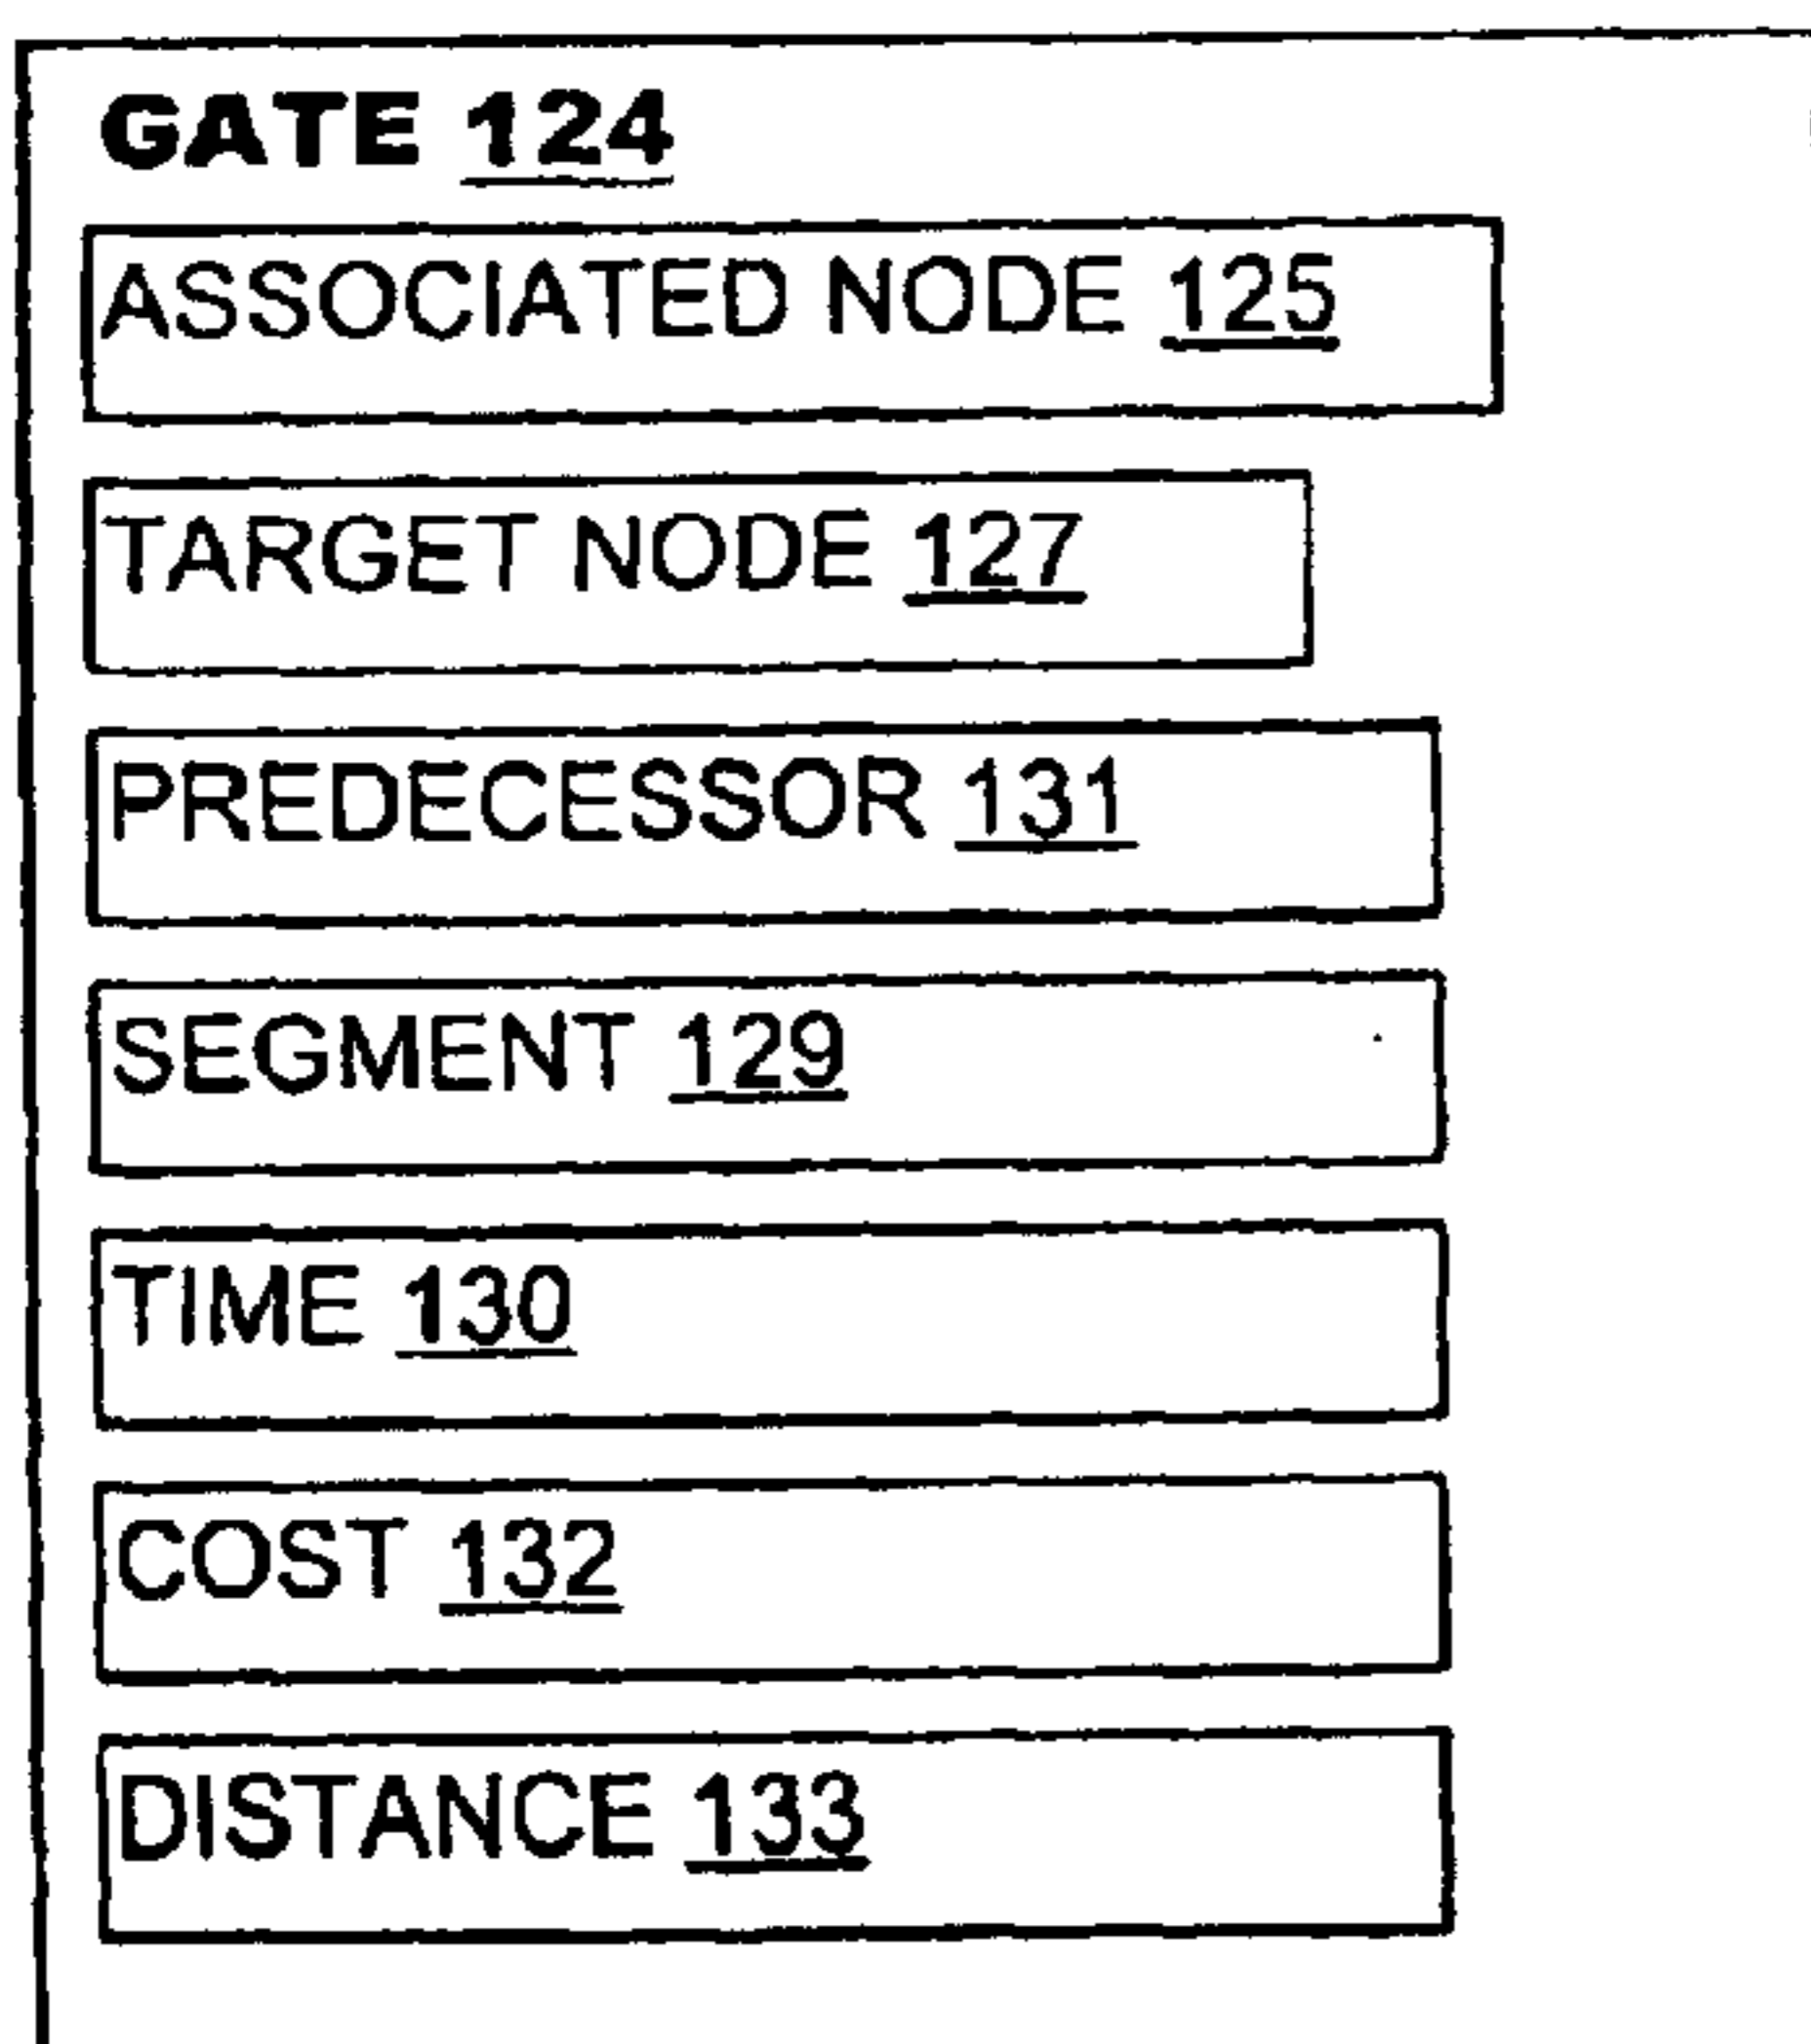 GATE 124
ASSOCIATED NODE 125
TARGET NODE 127
PREDECESSOR 131
SEGMENT 129
TIME 130
COST 132
DISTANCE 133